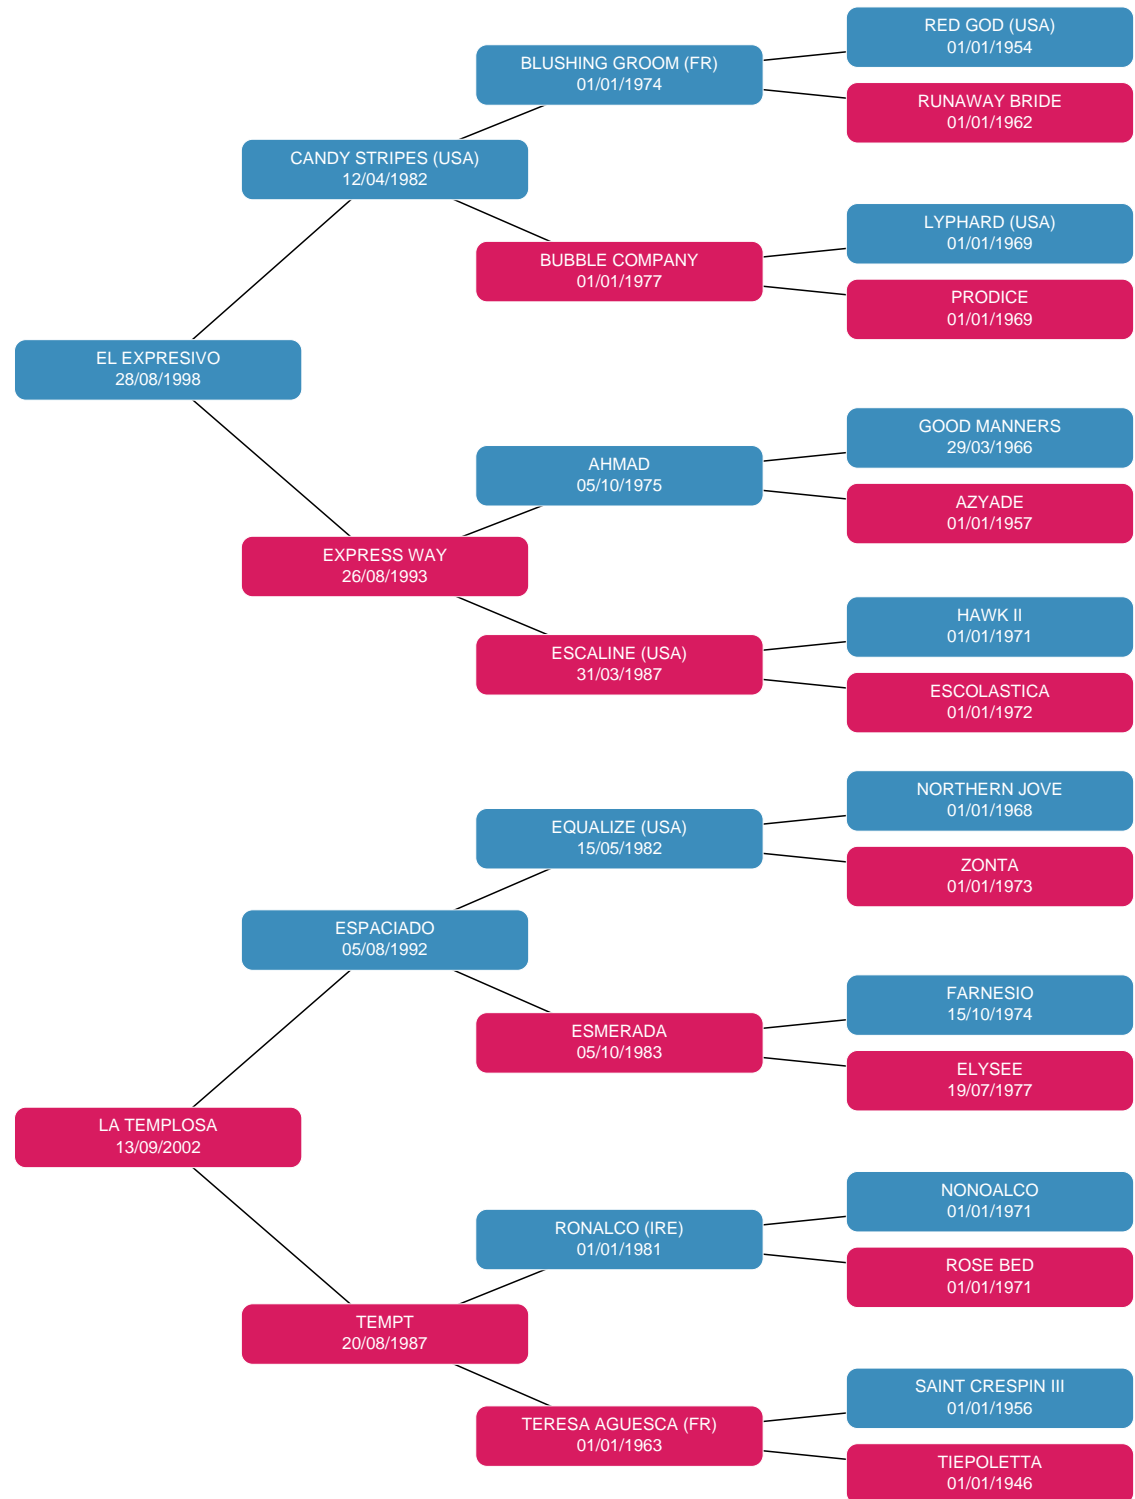 RED GOD (USA)
01/01/1954
BLUSHING GROOM (FR)
01/01/1974
RUNAWAY BRIDE
01/01/1962
CANDY STRIPES (USA)
12/04/1982
LYPHARD (USA)
01/01/1969
BUBBLE COMPANY
01/01/1977
PRODICE
01/01/1969
EL EXPRESIVO
28/08/1998
GOOD MANNERS
29/03/1966
AHMAD
05/10/1975
AZYADE
01/01/1957
EXPRESS WAY
26/08/1993
HAWK II
01/01/1971
ESCALINE (USA)
31/03/1987
ESCOLASTICA
01/01/1972
NORTHERN JOVE
01/01/1968
EQUALIZE (USA)
15/05/1982
ZONTA
01/01/1973
ESPACIADO
05/08/1992
FARNESIO
15/10/1974
ESMERADA
05/10/1983
ELYSEE
19/07/1977
LA TEMPLOSA
13/09/2002
NONOALCO
01/01/1971
RONALCO (IRE)
01/01/1981
ROSE BED
01/01/1971
TEMPT
20/08/1987
SAINT CRESPIN III
01/01/1956
TERESA AGUESCA (FR)
01/01/1963
TIEPOLETTA
01/01/1946